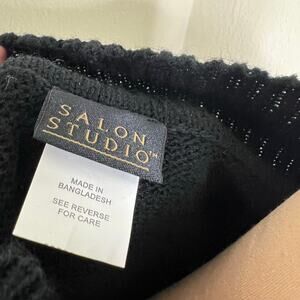 SALON
STUDIO™
MADE IN
BANGLADESH
SEE REVERSE
FOR CARE